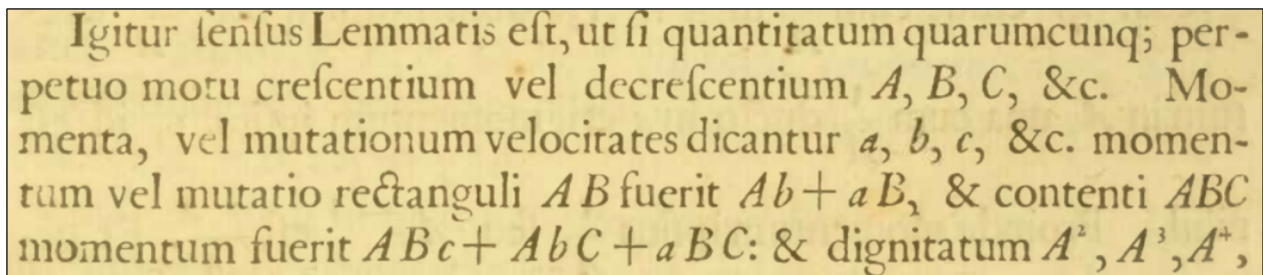 Igitur ſenſus Lemmatis eſt, ut ſi quantitatum quarumcunq; per-
petuo motu creſcentium vel decreſcentium A, B, C, &c. Mo-
menta, vel mutationum velocitates dicantur a, b, c, &c. momen-
tum vel mutatio rectanguli AB fuerit Ab + aB, & contenti ABC
momentum fuerit ABc + AbC + aBC: & dignitatum A², A³, A⁴,